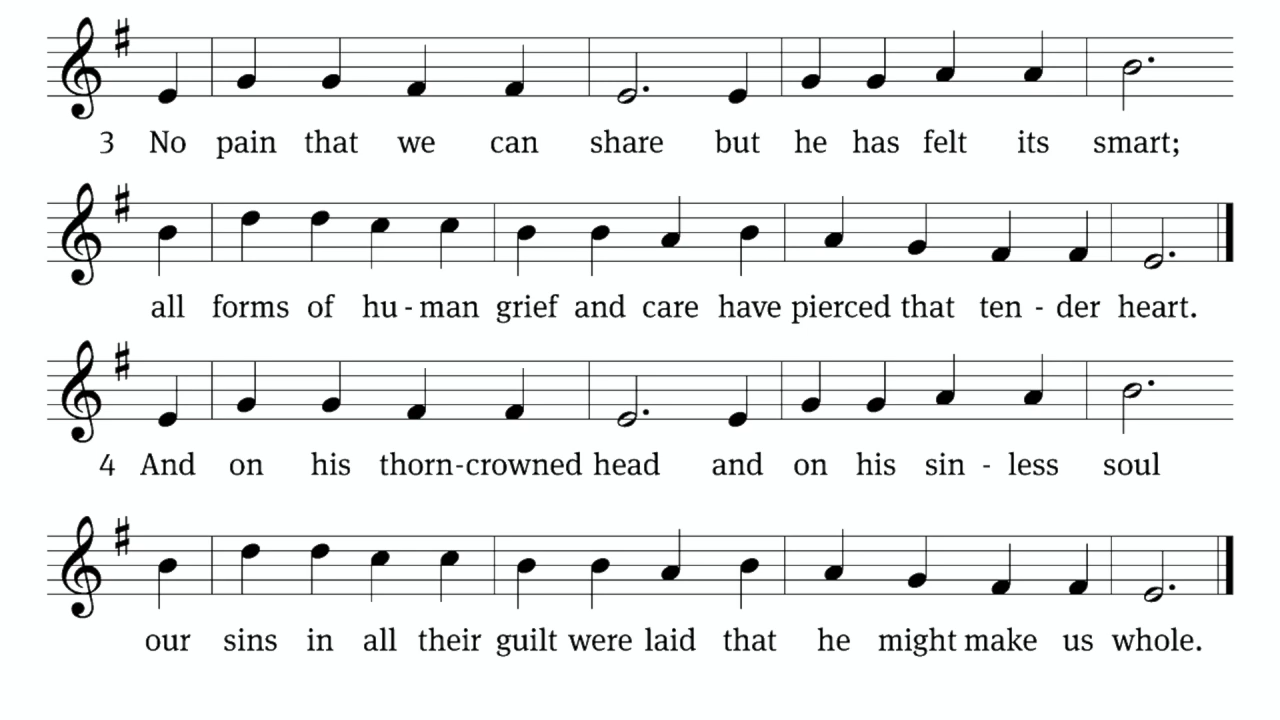 3 No pain that we can share but he has felt its smart;
all forms of hu - man grief and care have pierced that ten - der heart.
4 And on his thorn-crowned head and on his sin - less soul
our sins in all their guilt were laid that he might make us whole.